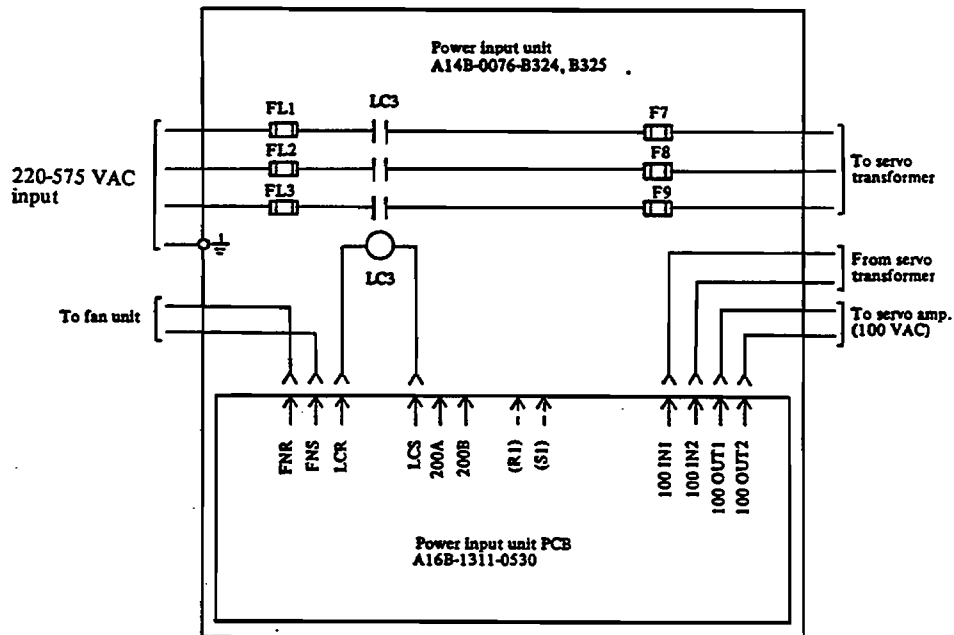 Power input unit
A14B-0076-B324, B325
FL1
LC3
F7
FL2
F8
To servo
transformer
220-575 VAC
input
FL3
F9
LC3
From servo
transformer
To fan unit
To servo amp.
(100 VAC)
FNR
FNS
LCR
LCS
200A
200B
(R1)
(S1)
100 IN1
100 IN2
100 OUT1
100 OUT2
Power input unit PCB
A16B-1311-0530